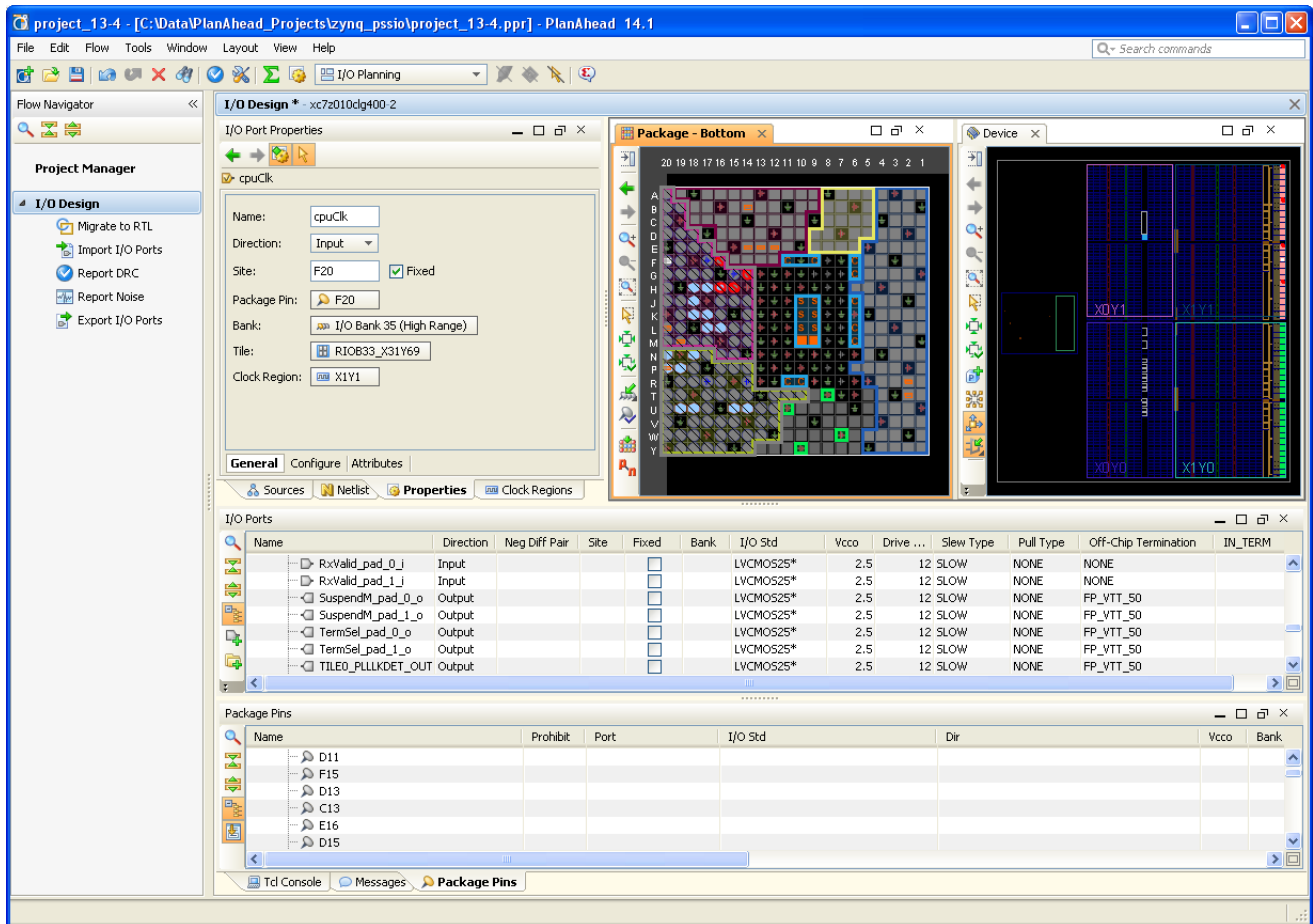 project_13-4 - [C:\Data\PlanAhead_Projects\zynq_pssio\project_13-4.ppr] - PlanAhead 14.1
File Edit Flow Tools Window Layout View Help
Search commands
I/O Planning
Flow Navigator
Project Manager
I/O Design
Migrate to RTL
Import I/O Ports
Report DRC
Report Noise
Export I/O Ports
I/O Design * - xc7z010clg400-2
I/O Port Properties
cpuClk
Name: cpuClk
Direction: Input
Site: F20 Fixed
Package Pin: F20
Bank: I/O Bank 35 (High Range)
Tile: RIOB33_X31Y69
Clock Region: X1Y1
General Configure Attributes
Sources Netlist Properties Clock Regions
Package - Bottom
20 19 18 17 16 15 14 13 12 11 10 9 8 7 6 5 4 3 2 1
A
B
C
D
E
F
G
H
J
K
L
M
N
P
R
T
U
V
W
Y
Device
X0Y1 X1Y1
X0Y0 X1Y0
I/O Ports
Name Direction Neg Diff Pair Site Fixed Bank I/O Std Vcco Drive ... Slew Type Pull Type Off-Chip Termination IN_TERM
RxValid_pad_0_i Input LVCMOS25* 2.5 12 SLOW NONE NONE
RxValid_pad_1_i Input LVCMOS25* 2.5 12 SLOW NONE NONE
SuspendM_pad_0_o Output LVCMOS25* 2.5 12 SLOW NONE FP_VTT_50
SuspendM_pad_1_o Output LVCMOS25* 2.5 12 SLOW NONE FP_VTT_50
TermSel_pad_0_o Output LVCMOS25* 2.5 12 SLOW NONE FP_VTT_50
TermSel_pad_1_o Output LVCMOS25* 2.5 12 SLOW NONE FP_VTT_50
TILE0_PLLLKDET_OUT Output LVCMOS25* 2.5 12 SLOW NONE FP_VTT_50
Package Pins
Name Prohibit Port I/O Std Dir Vcco Bank
D11
F15
D13
C13
E16
D15
Tcl Console Messages Package Pins